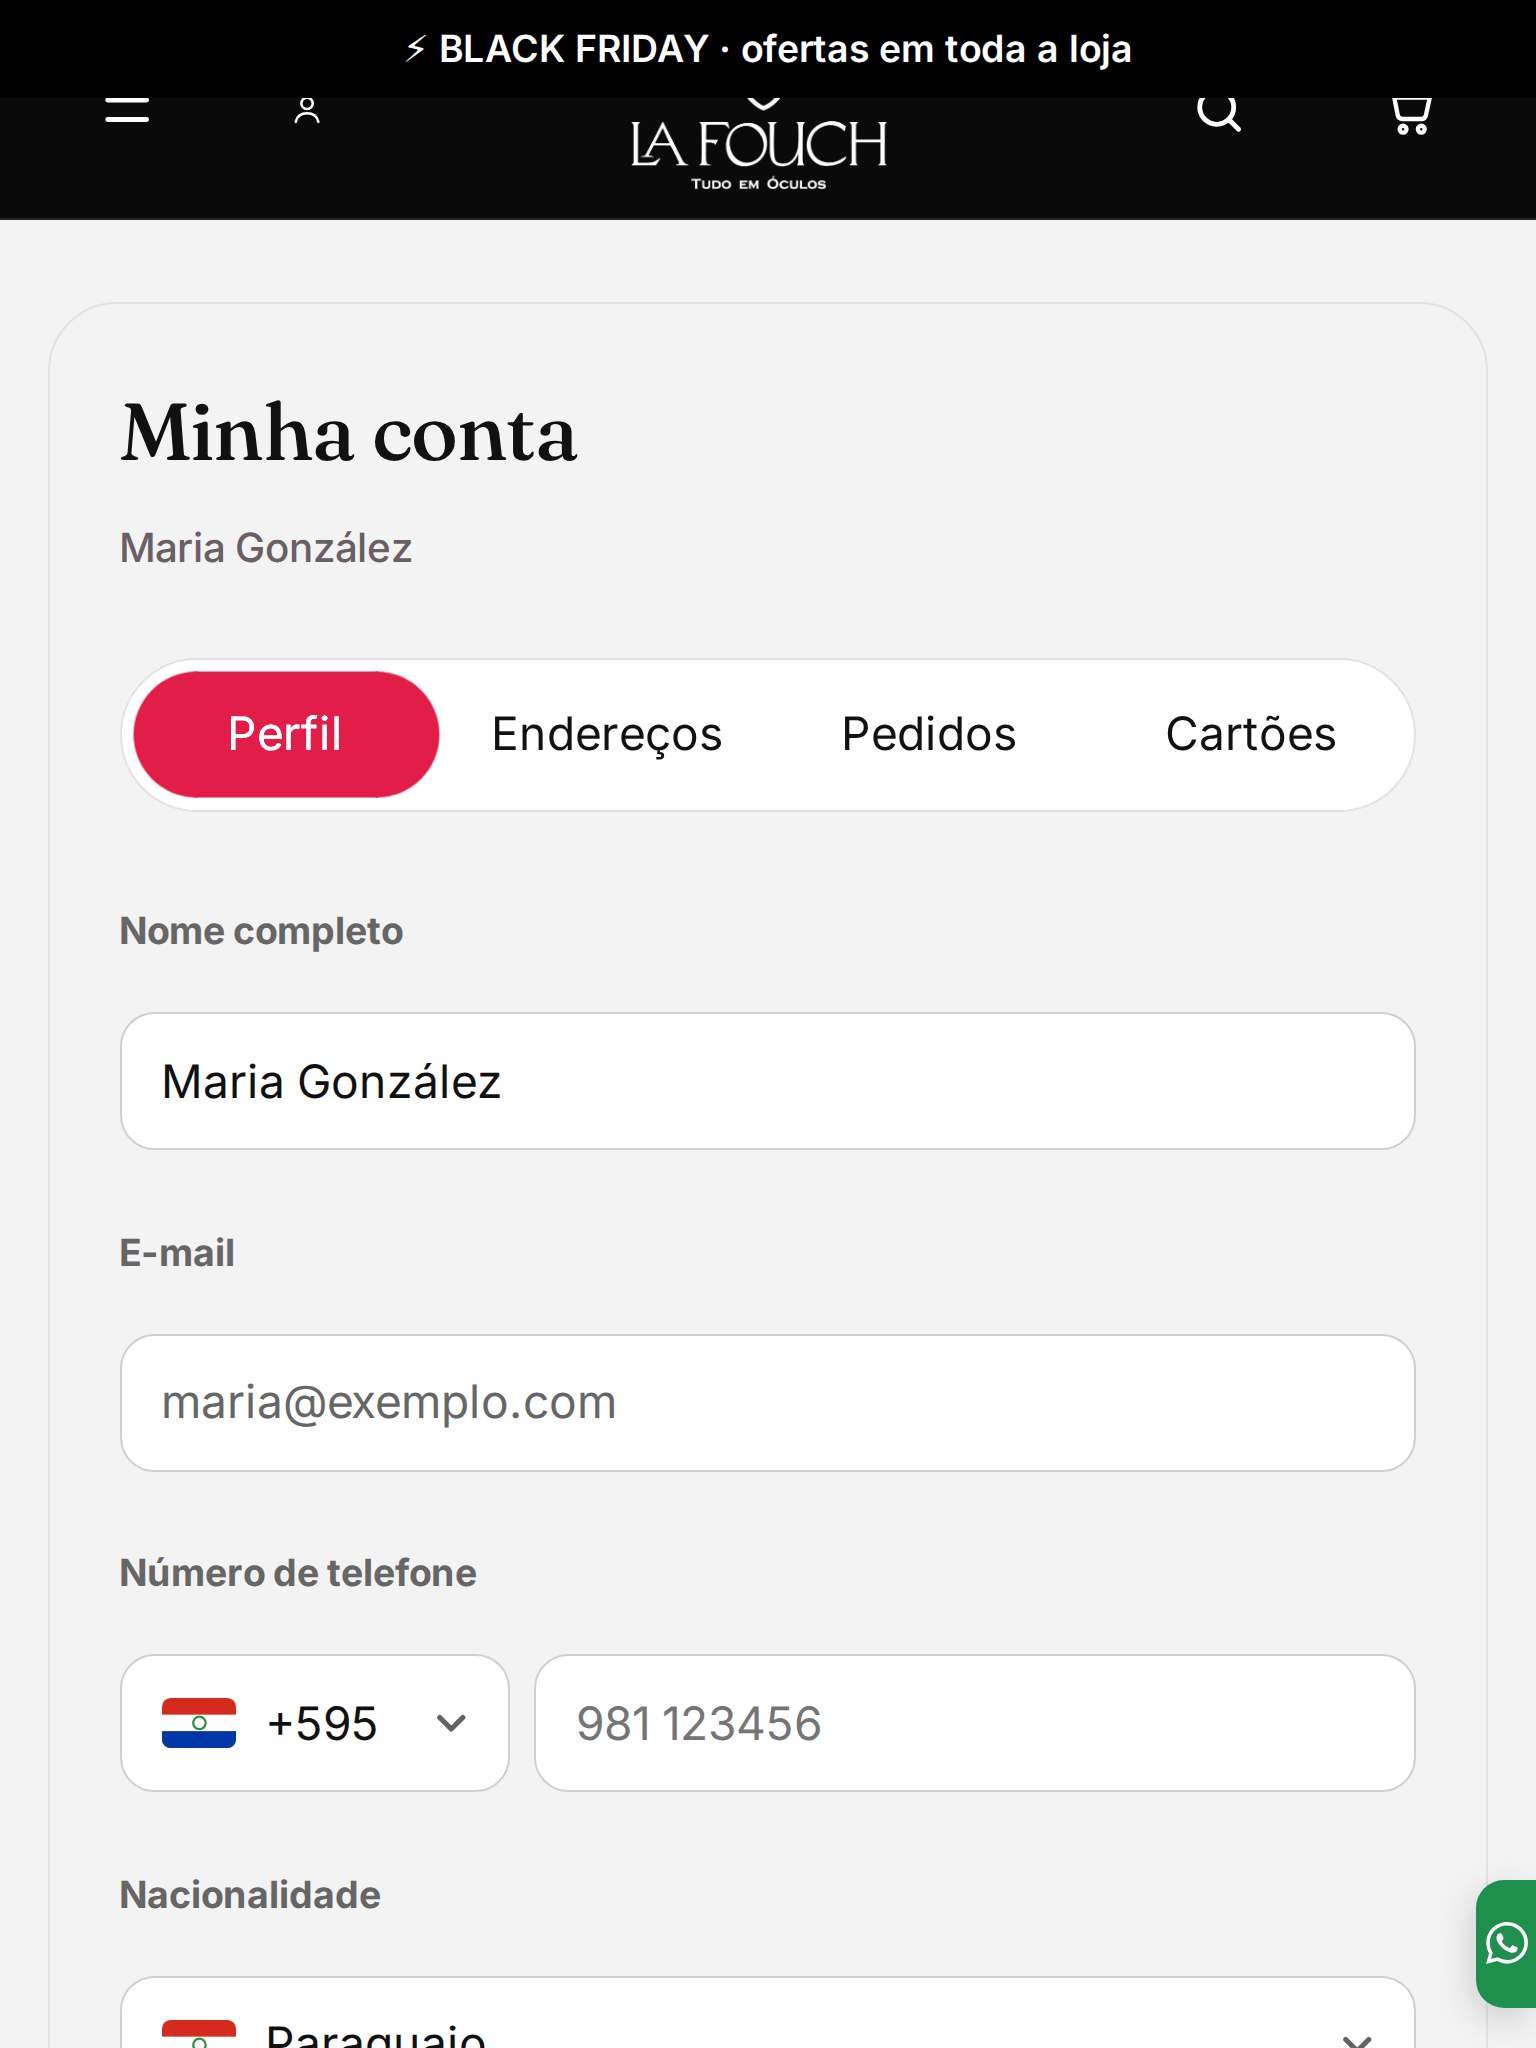 ⚡ BLACK FRIDAY · ofertas em toda a loja
LA FOUCH
Tudo em Óculos
Minha conta
Maria González
Perfil Endereços Pedidos Cartões
Nome completo
Maria González
E-mail
maria@exemplo.com
Número de telefone
+595 981 123456
Nacionalidade
Paraguaio